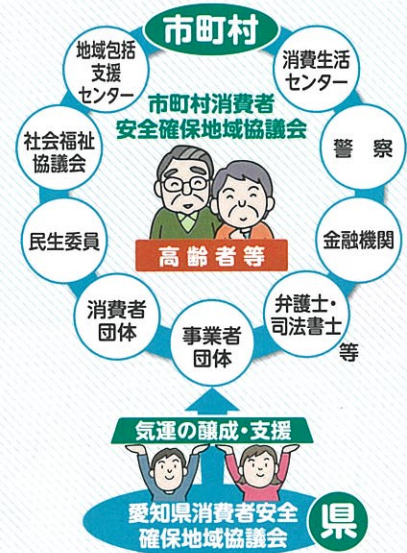 市町村
地域包括
支援
センター
消費生活
センター
市町村消費者
安全確保地域協議会
社会福祉
協議会
警察
民生委員
高齢者等
金融機関
消費者
団体
事業者
団体
弁護士・
司法書士
等
気運の醸成・支援
愛知県消費者安全
確保地域協議会
県